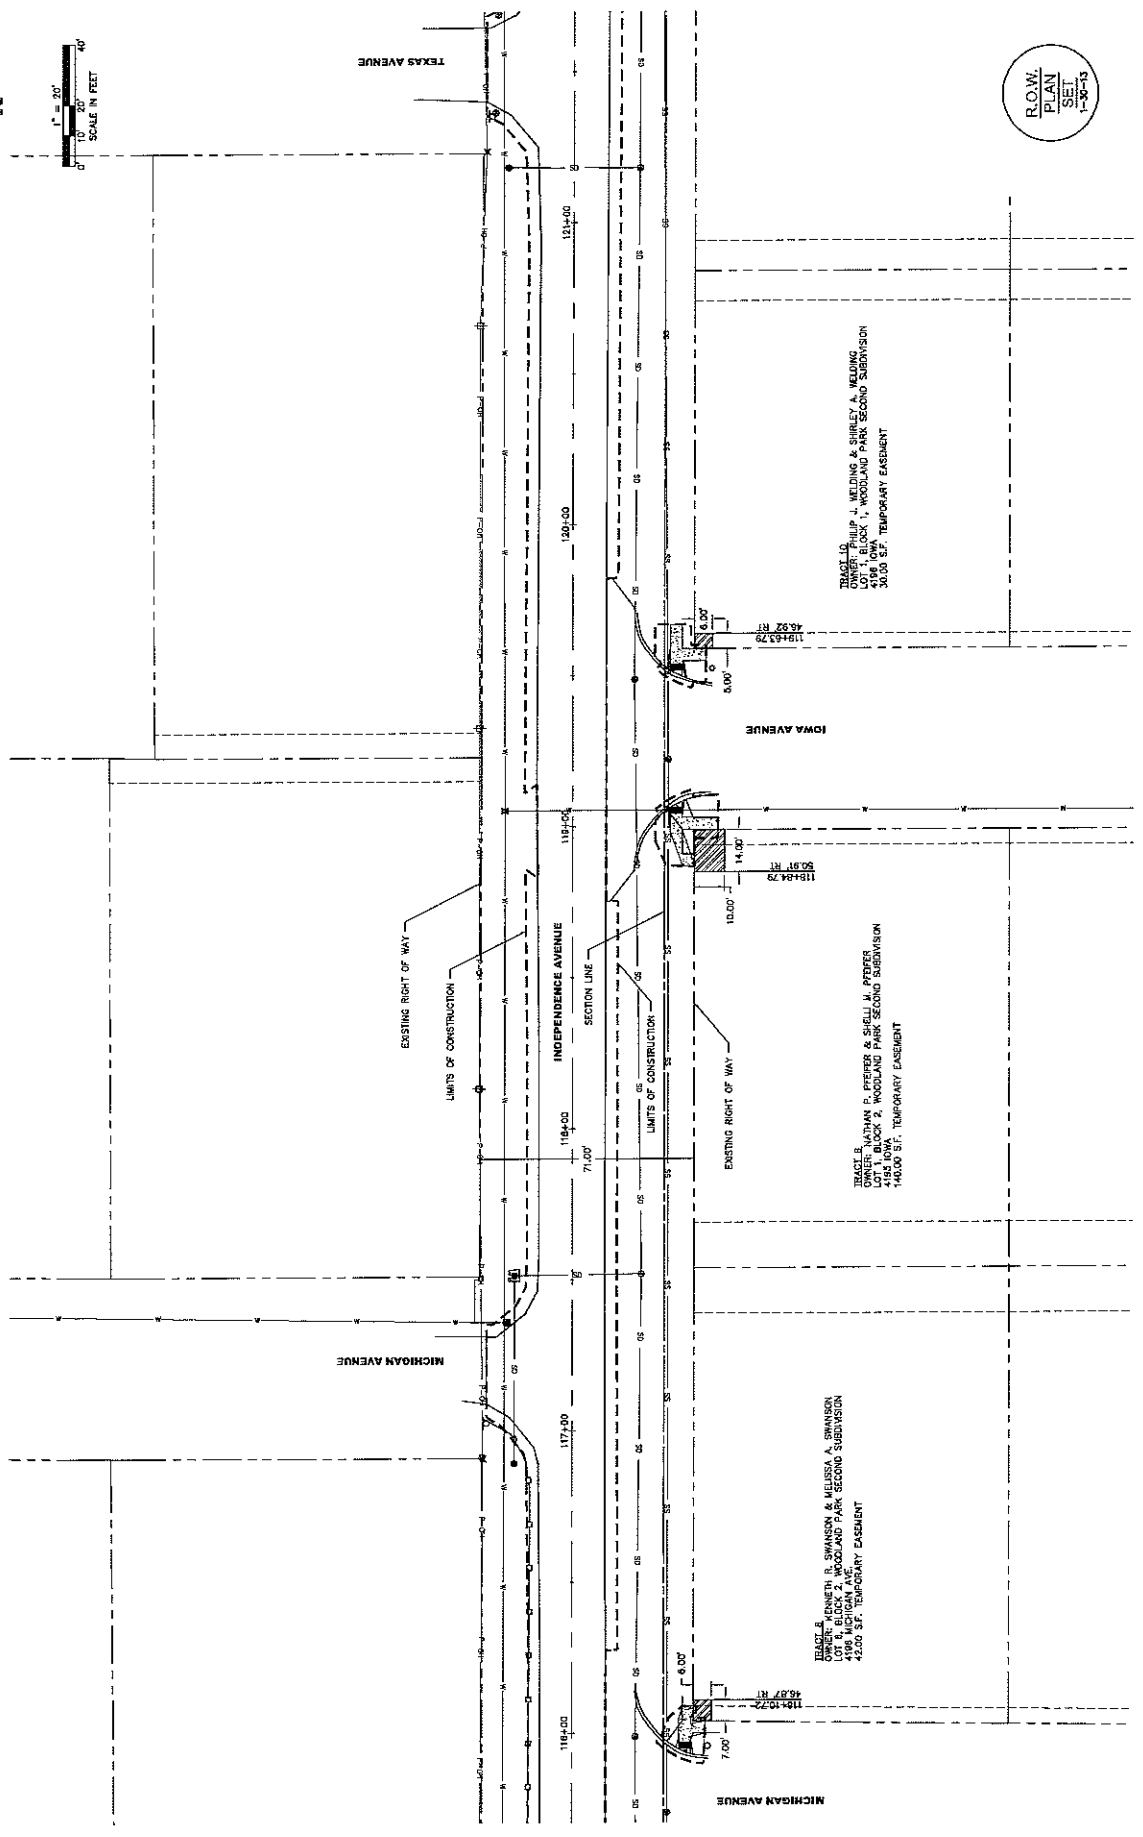 1" = 20'
0' 10' 20' 40'
SCALE IN FEET
TEXAS AVENUE
R.O.W.
PLAN
SET
1-30-13
121+00
120+00
119+00
118+00
117+00
116+00
TRACT 10
OWNER: PHILIP J. WELDING & SHIRLEY A. WELDING
LOT 1, BLOCK 1, WOODLAND PARK SECOND SUBDIVISION
4196 IOWA
30.00 S.F. TEMPORARY EASEMENT
6.00'
119+63.79
46.92' RT
5.00'
IOWA AVENUE
14.00'
118+84.79
50.91' RT
10.00'
EXISTING RIGHT OF WAY
LIMITS OF CONSTRUCTION
INDEPENDENCE AVENUE
SECTION LINE
LIMITS OF CONSTRUCTION
EXISTING RIGHT OF WAY
71.00'
OWNER: NATHAN P. PFEIFER & SHELLI M. PFEIFER
LOT 1, BLOCK 2, WOODLAND PARK SECOND SUBDIVISION
4195 IOWA
140.00 S.F. TEMPORARY EASEMENT
MICHIGAN AVENUE
TRACT 8
OWNER: KENNETH R. SWANSON & MELISSA A. SWANSON
LOT 8, BLOCK 2, WOODLAND PARK SECOND SUBDIVISION
4196 MICHIGAN AVE.
42.00 S.F. TEMPORARY EASEMENT
6.00'
116+10.72
46.87' RT
7.00'
MICHIGAN AVENUE